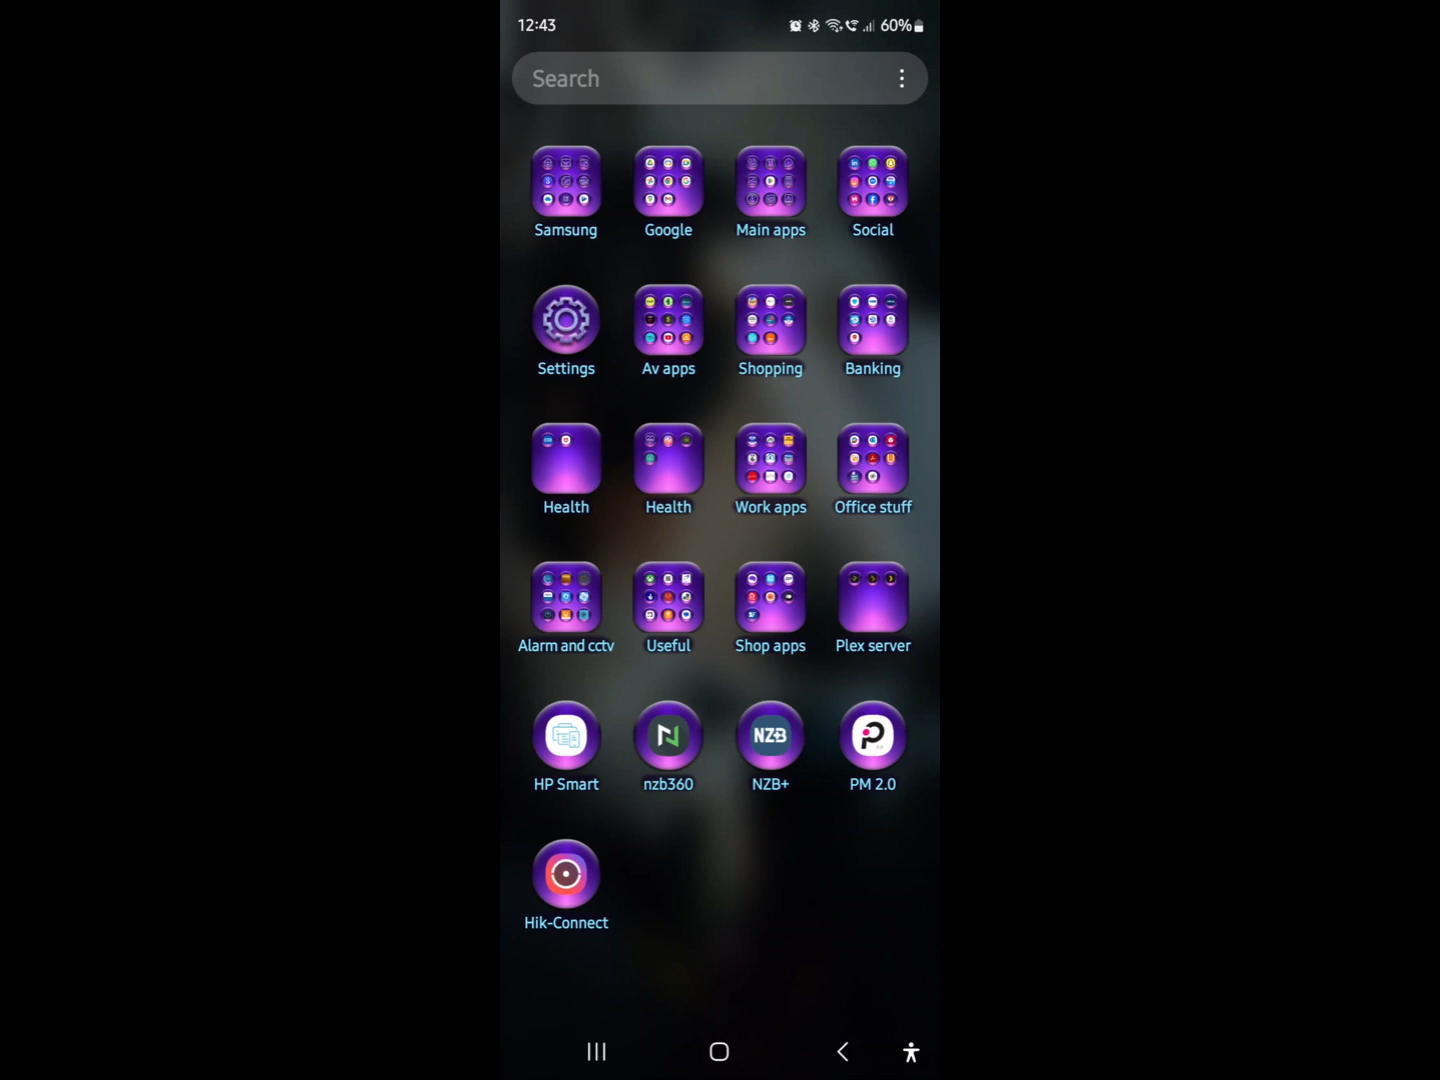 12:43
60%
Search
Samsung
Google
Main apps
Social
Settings
Av apps
Shopping
Banking
Health
Health
Work apps
Office stuff
Alarm and cctv
Useful
Shop apps
Plex server
NZB
HP Smart
nzb360
NZB+
PM 2.0
Hik-Connect